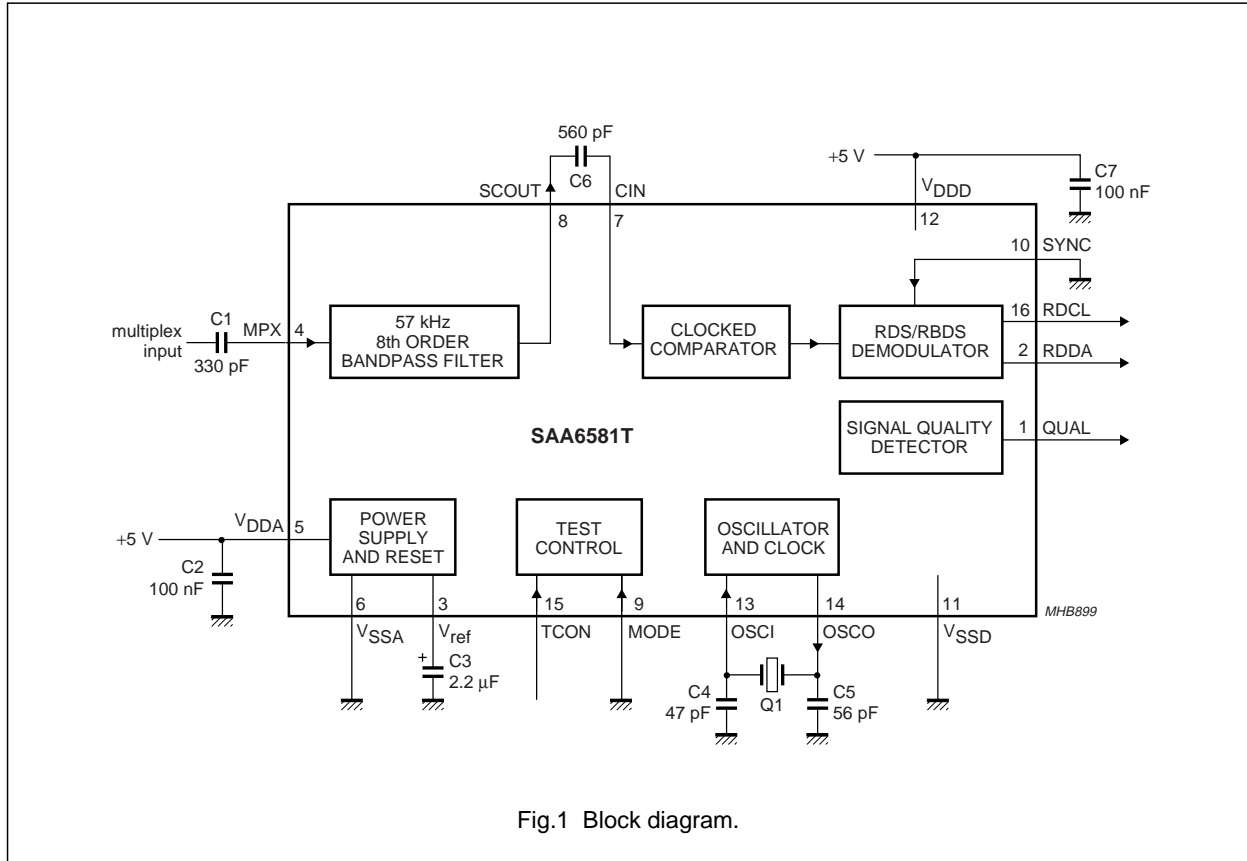 560 pF
C6
SCOUT
CIN
8
7
+5 V
VDDD
12
C7
100 nF
10
SYNC
multiplex
input
C1
330 pF
MPX
4
57 kHz
8th ORDER
BANDPASS FILTER
CLOCKED
COMPARATOR
RDS/RBDS
DEMODULATOR
16
RDCL
2
RDDA
SAA6581T
SIGNAL QUALITY
DETECTOR
1
QUAL
+5 V
VDDA
5
C2
100 nF
POWER
SUPPLY
AND RESET
TEST
CONTROL
OSCILLATOR
AND CLOCK
6
3
15
9
13
14
11
MHB899
VSSA
Vref
TCON
MODE
OSCI
OSCO
VSSD
+
C3
2.2 μF
C4
47 pF
Q1
C5
56 pF
Fig.1 Block diagram.